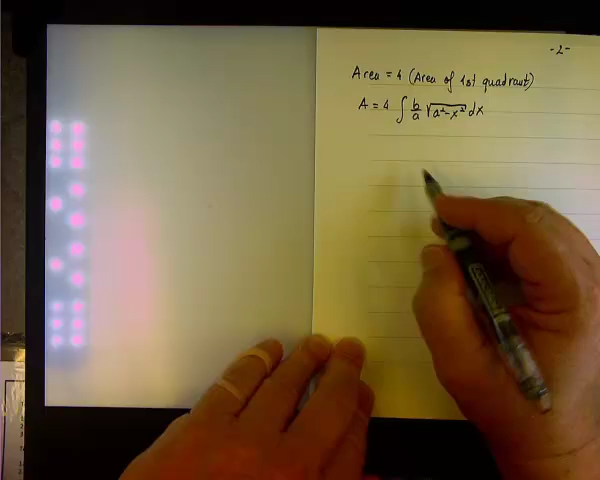 -2-
Area = 4 (Area of 1st quadrant)
A = 4 ∫ b/a √a²-x² dx